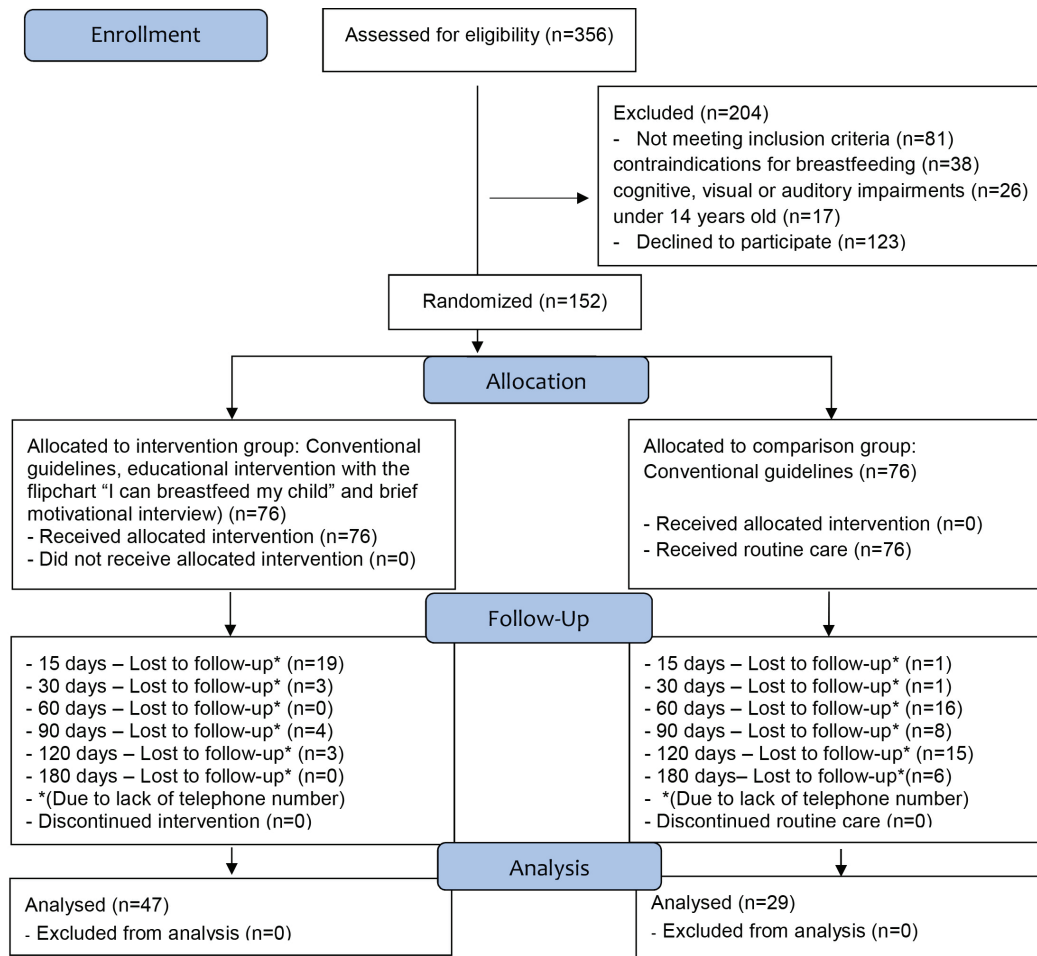 Enrollment
Assessed for eligibility (n=356)
Excluded (n=204)
- Not meeting inclusion criteria (n=81)
contraindications for breastfeeding (n=38)
cognitive, visual or auditory impairments (n=26)
under 14 years old (n=17)
- Declined to participate (n=123)
Randomized (n=152)
Allocation
Allocated to intervention group: Conventional
guidelines, educational intervention with the
flipchart “I can breastfeed my child” and brief
motivational interview) (n=76)
- Received allocated intervention (n=76)
- Did not receive allocated intervention (n=0)
Allocated to comparison group:
Conventional guidelines (n=76)
- Received allocated intervention (n=0)
- Received routine care (n=76)
Follow-Up
- 15 days – Lost to follow-up* (n=19)
- 30 days – Lost to follow-up* (n=3)
- 60 days – Lost to follow-up* (n=0)
- 90 days – Lost to follow-up* (n=4)
- 120 days – Lost to follow-up* (n=3)
- 180 days – Lost to follow-up* (n=0)
- *(Due to lack of telephone number)
- Discontinued intervention (n=0)
- 15 days – Lost to follow-up* (n=1)
- 30 days – Lost to follow-up* (n=1)
- 60 days – Lost to follow-up* (n=16)
- 90 days – Lost to follow-up* (n=8)
- 120 days – Lost to follow-up* (n=15)
- 180 days– Lost to follow-up*(n=6)
- *(Due to lack of telephone number)
- Discontinued routine care (n=0)
Analysis
Analysed (n=47)
- Excluded from analysis (n=0)
Analysed (n=29)
- Excluded from analysis (n=0)